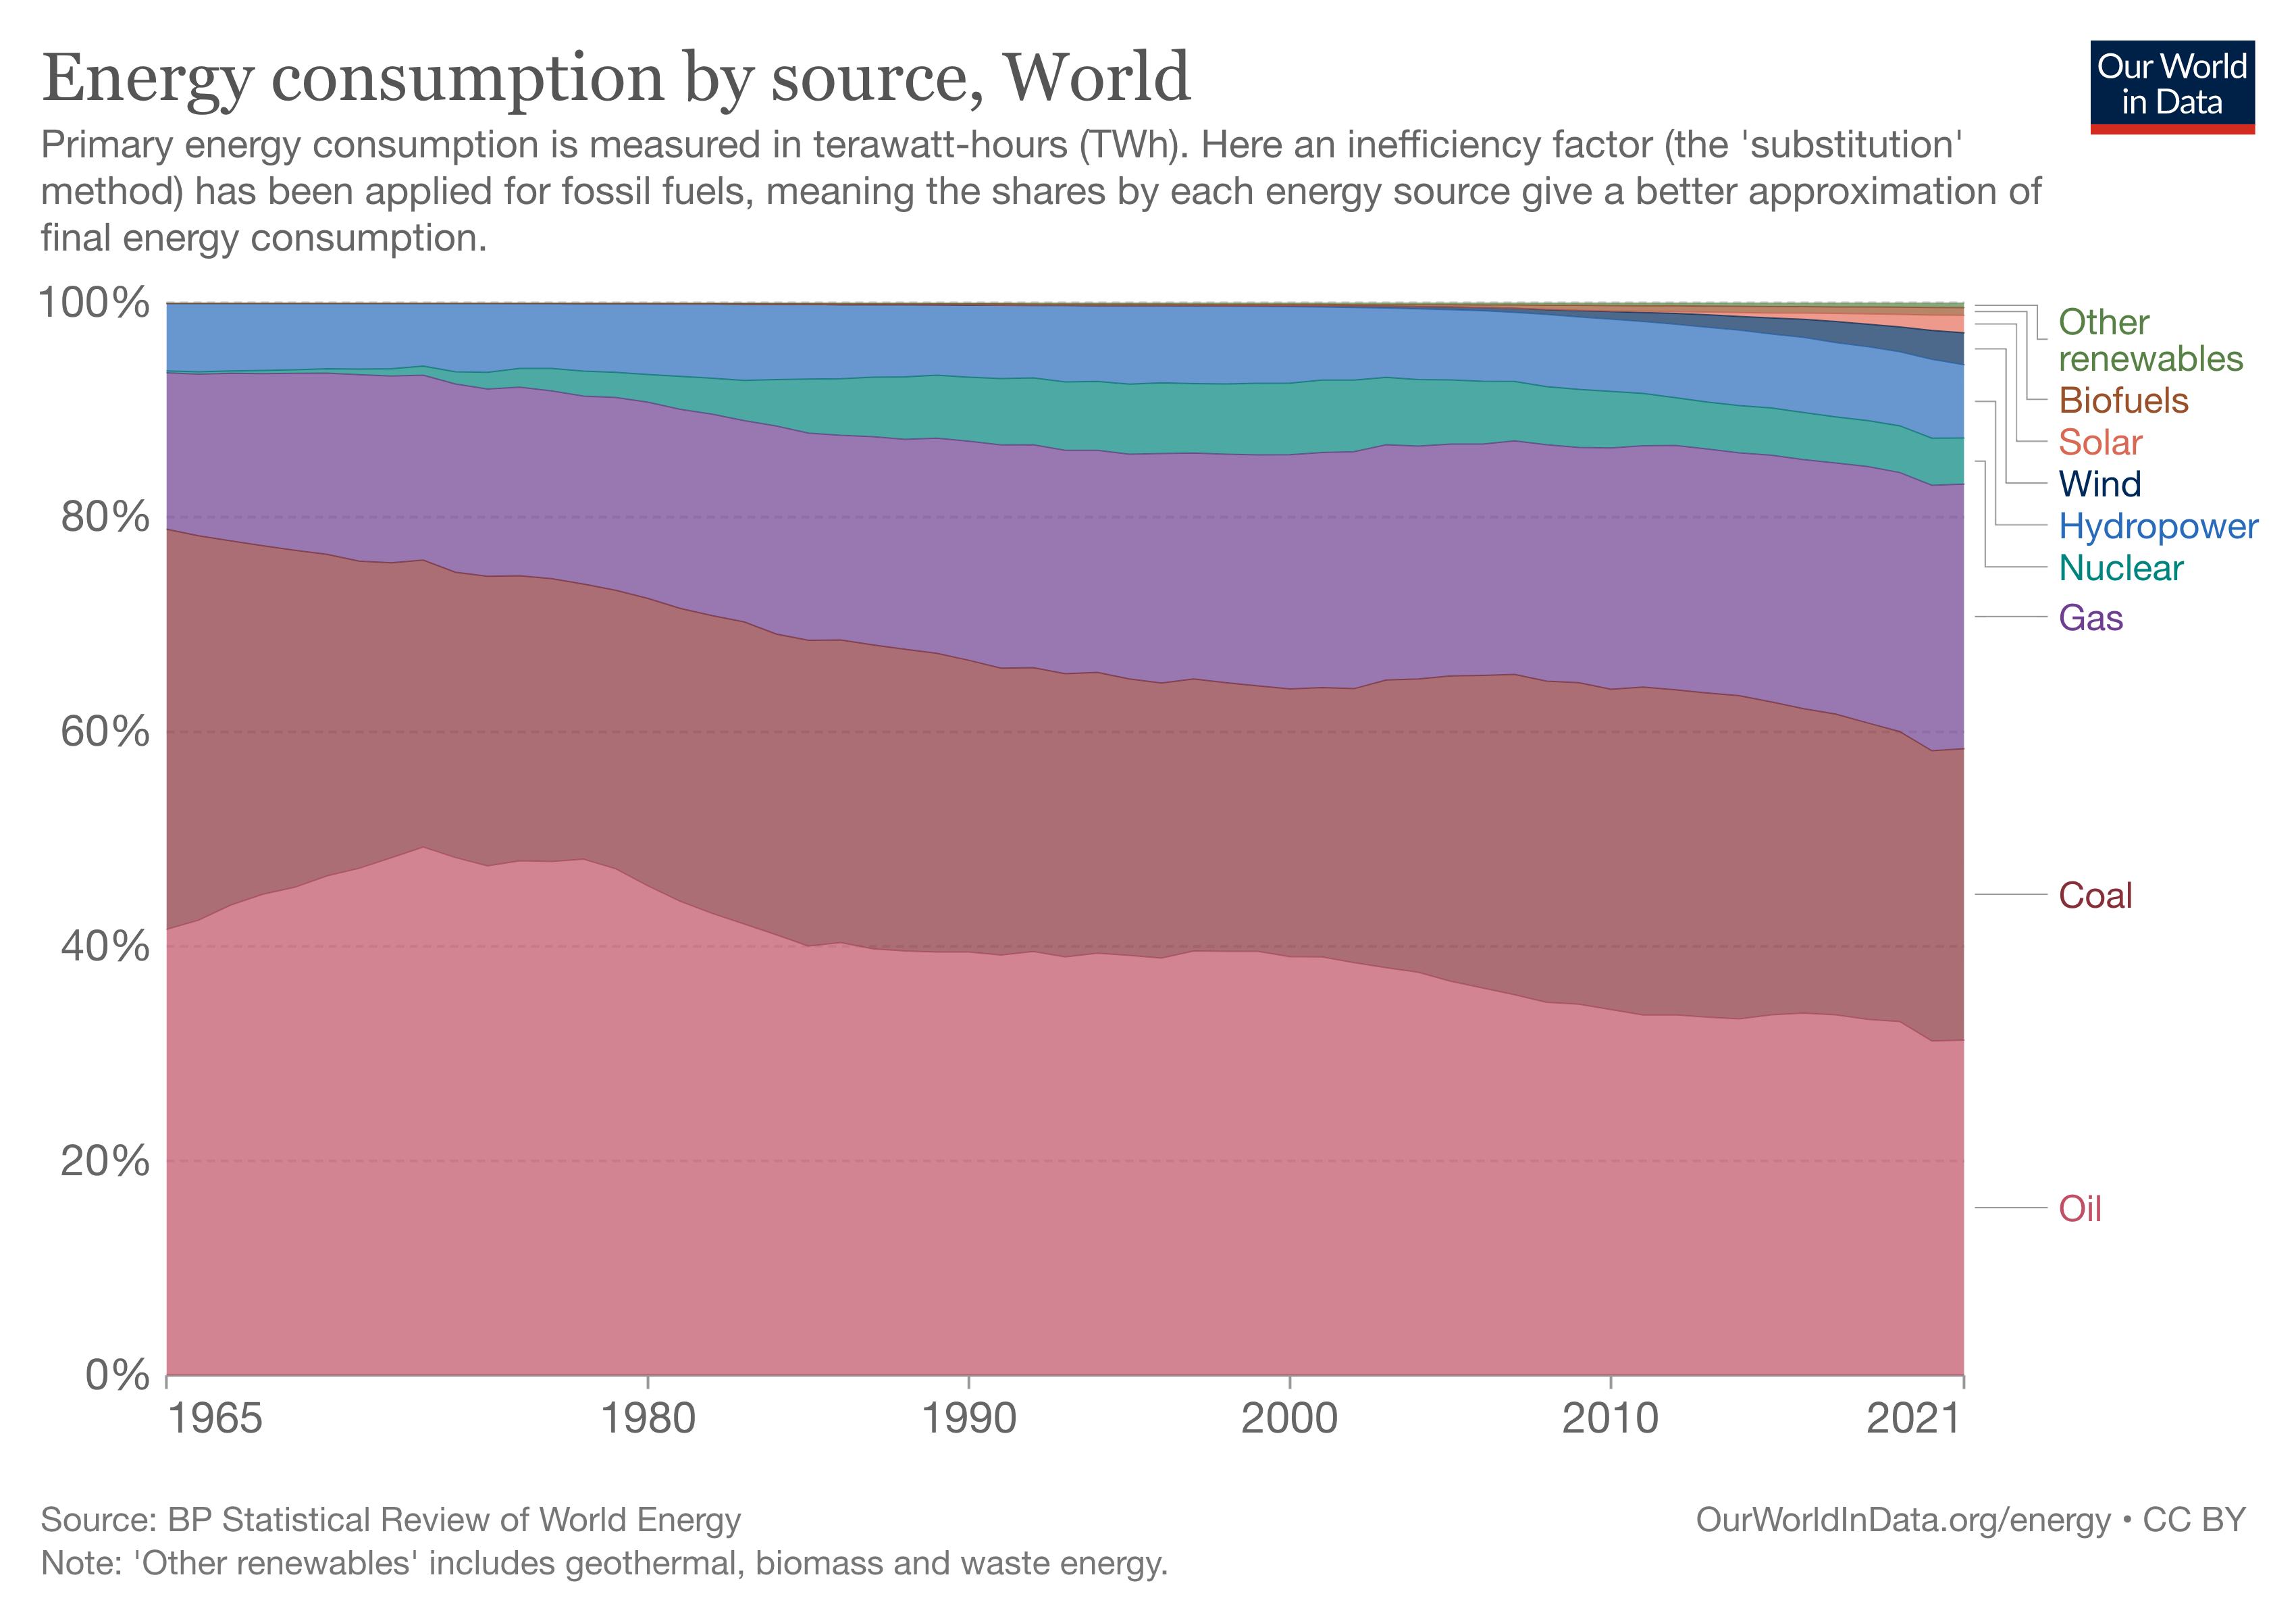 Energy consumption by source, World
Our World
in Data
Primary energy consumption is measured in terawatt-hours (TWh). Here an inefficiency factor (the 'substitution'
method) has been applied for fossil fuels, meaning the shares by each energy source give a better approximation of
final energy consumption.
100%
80%
60%
40%
20%
0%
Other
renewables
Biofuels
Solar
Wind
Hydropower
Nuclear
Gas
Coal
Oil
1965
1980
1990
2000
2010
2021
Source: BP Statistical Review of World Energy
OurWorldInData.org/energy • CC BY
Note: 'Other renewables' includes geothermal, biomass and waste energy.